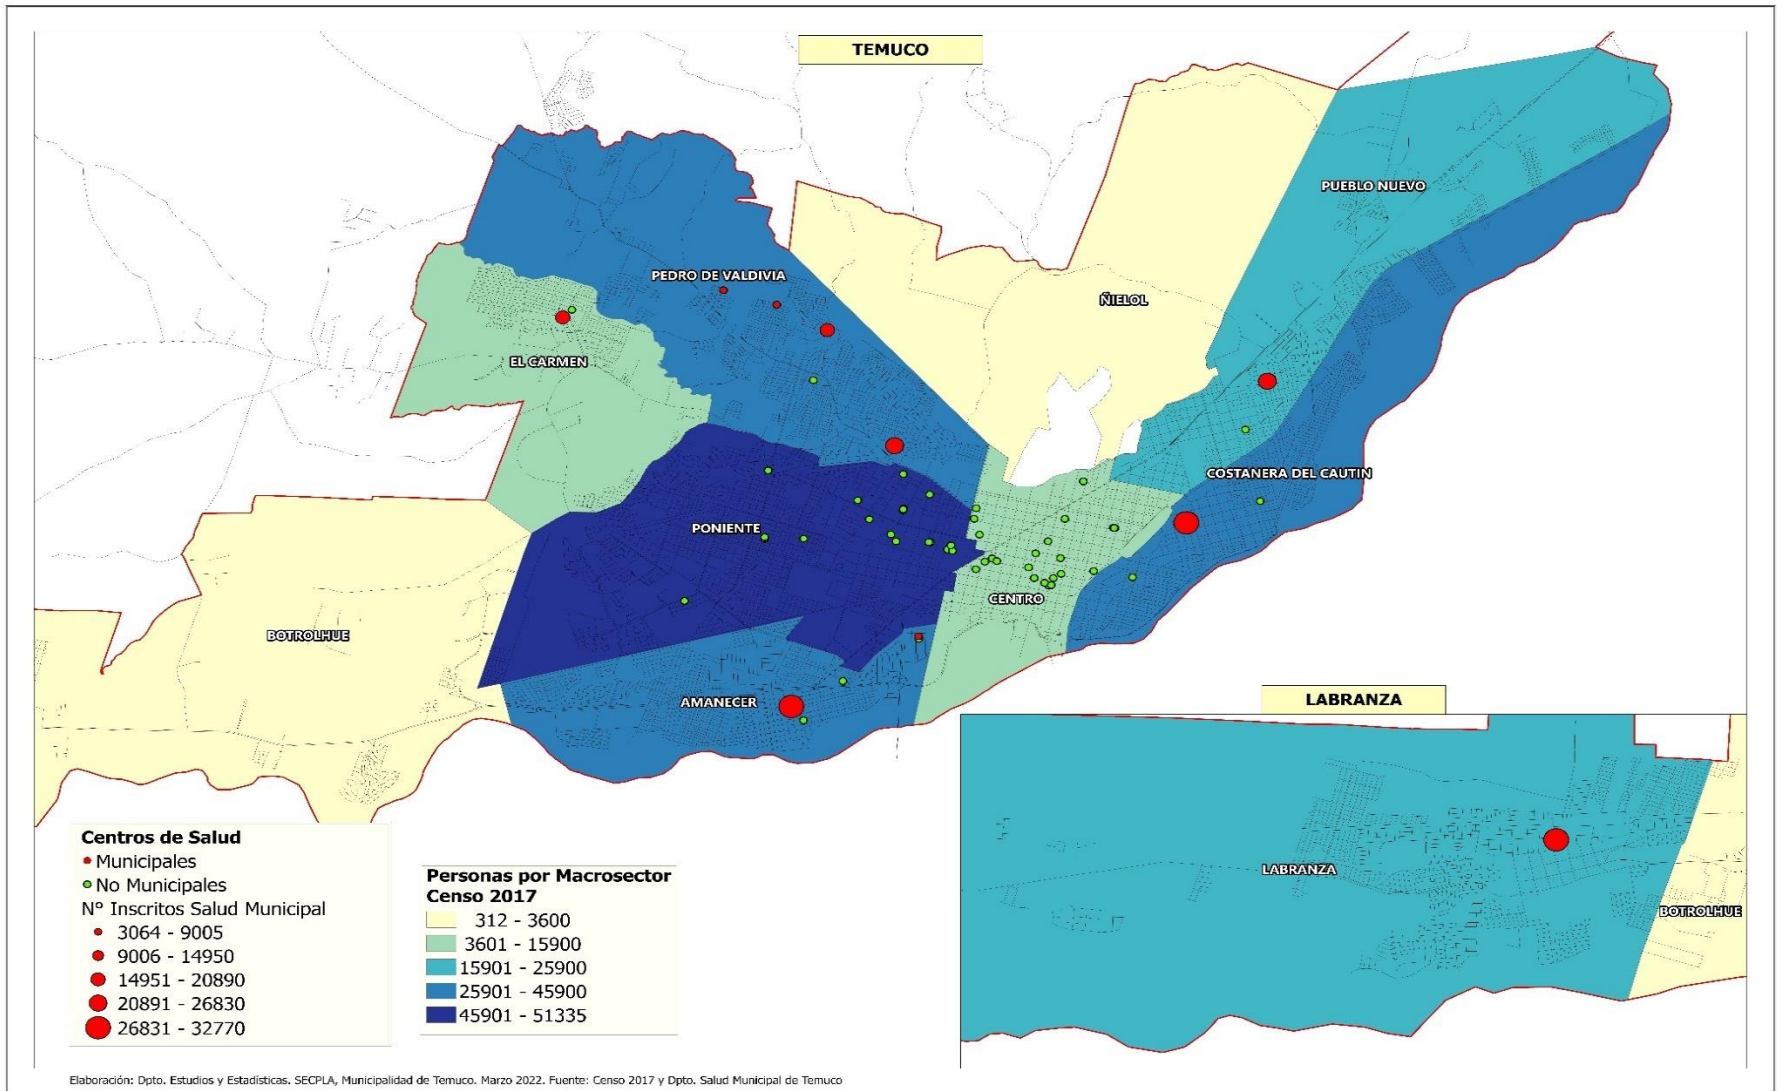 TEMUCO
PUEBLO NUEVO
PEDRO DE VALDIVIA
ÑIELOL
EL CARMEN
COSTANERA DEL CAUTIN
PONIENTE
CENTRO
BOTROLHUE
AMANECER
LABRANZA
LABRANZA
BOTROLHUE
Centros de Salud
Municipales
No Municipales
N° Inscritos Salud Municipal
3064 - 9005
9006 - 14950
14951 - 20890
20891 - 26830
26831 - 32770
Personas por Macrosector
Censo 2017
312 - 3600
3601 - 15900
15901 - 25900
25901 - 45900
45901 - 51335
Elaboración: Dpto. Estudios y Estadísticas. SECPLA, Municipalidad de Temuco. Marzo 2022. Fuente: Censo 2017 y Dpto. Salud Municipal de Temuco